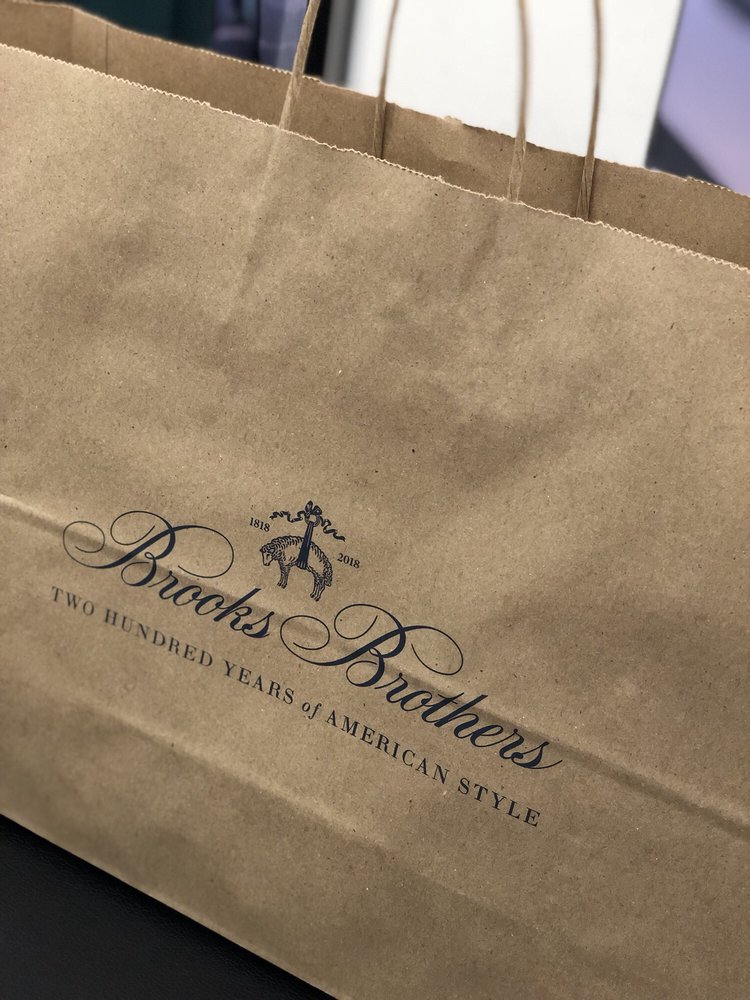 1818 2018
Brooks Brothers
TWO HUNDRED YEARS of AMERICAN STYLE